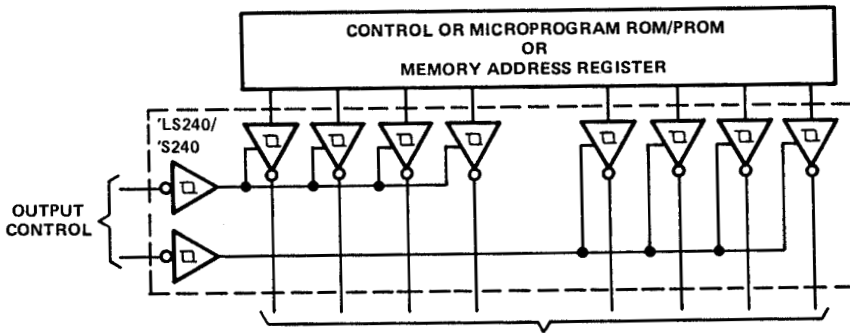 CONTROL OR MICROPROGRAM ROM/PROM
OR
MEMORY ADDRESS REGISTER
'LS240/
'S240
OUTPUT
CONTROL